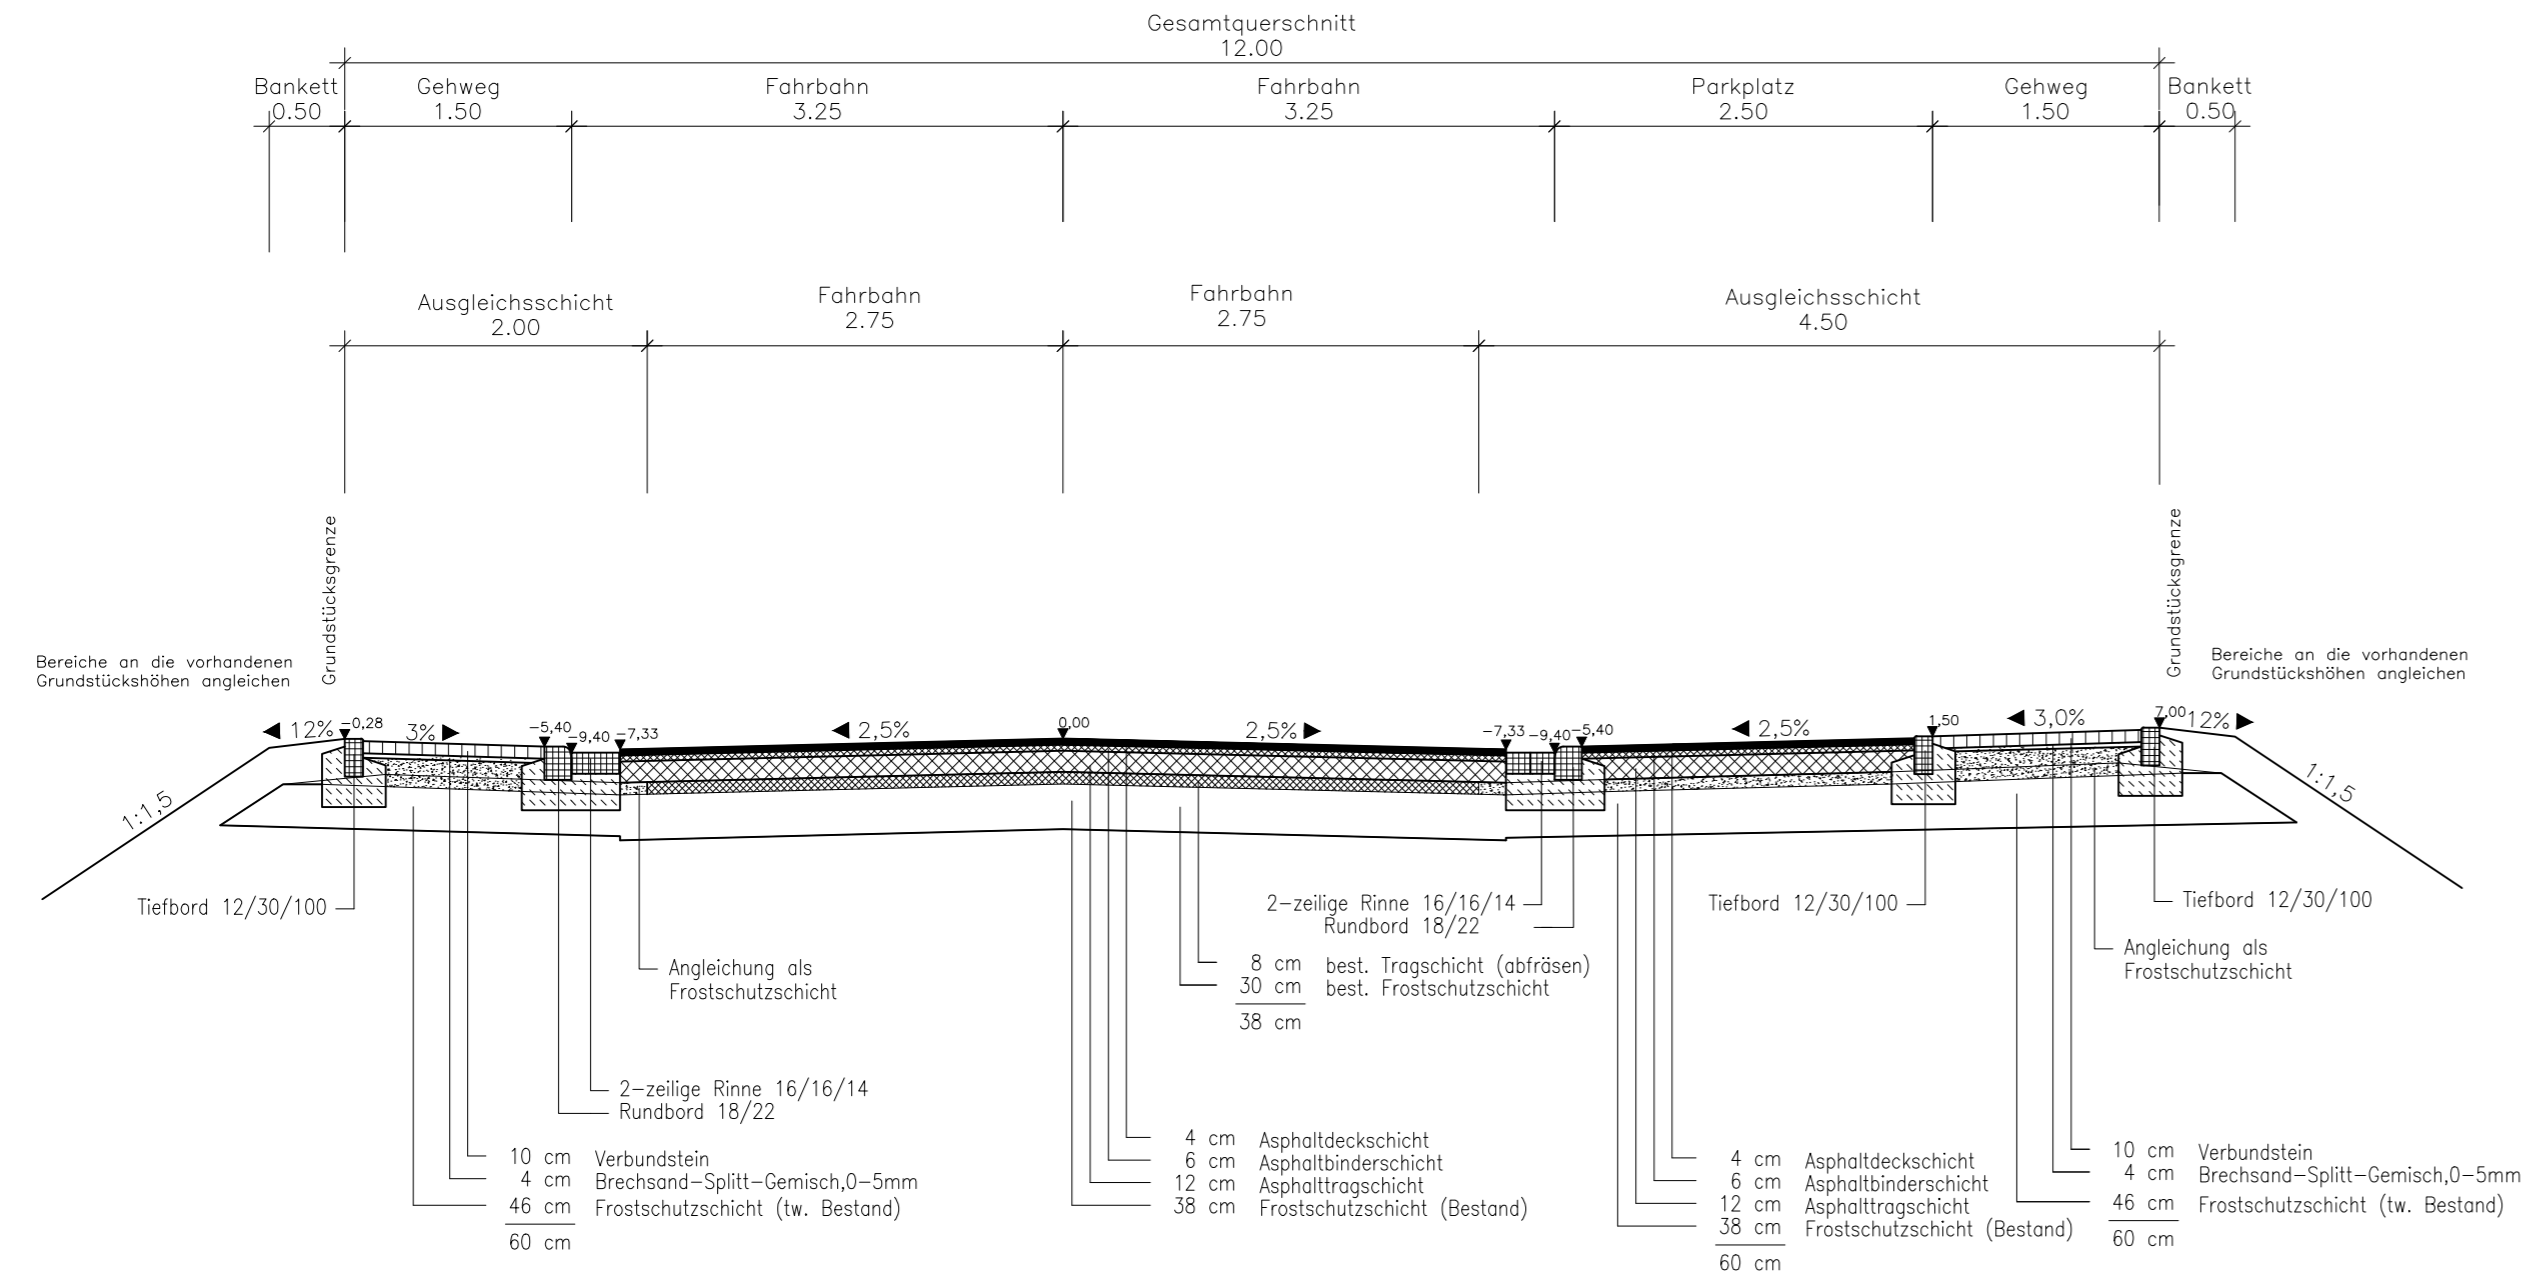 Gesamtquerschnitt
12.00
Bankett
0.50
Gehweg
1.50
Fahrbahn
3.25
Fahrbahn
3.25
Parkplatz
2.50
Gehweg
1.50
Bankett
0.50
Ausgleichsschicht
2.00
Fahrbahn
2.75
Fahrbahn
2.75
Ausgleichsschicht
4.50
Grundstücksgrenze
Grundstücksgrenze
Bereiche an die vorhandenen
Grundstückshöhen angleichen
Bereiche an die vorhandenen
Grundstückshöhen angleichen
1:1,5
12%
-0,28
3%
-5,40
-9,40
-7,33
2,5%
0,00
2,5%
-7,33
-9,40
-5,40
2,5%
1,50
3,0%
7,00
12%
1:1,5
Tiefbord 12/30/100
Angleichung als
Frostschutzschicht
2-zeilige Rinne 16/16/14
Rundbord 18/22
10 cm Verbundstein
4 cm Brechsand-Splitt-Gemisch,0-5mm
46 cm Frostschutzschicht (tw. Bestand)
60 cm
2-zeilige Rinne 16/16/14
Rundbord 18/22
8 cm best. Tragschicht (abfräsen)
30 cm best. Frostschutzschicht
38 cm
4 cm Asphaltdeckschicht
6 cm Asphaltbinderschicht
12 cm Asphalttragschicht
38 cm Frostschutzschicht (Bestand)
Tiefbord 12/30/100
4 cm Asphaltdeckschicht
6 cm Asphaltbinderschicht
12 cm Asphalttragschicht
38 cm Frostschutzschicht (Bestand)
60 cm
Tiefbord 12/30/100
Angleichung als
Frostschutzschicht
10 cm Verbundstein
4 cm Brechsand-Splitt-Gemisch,0-5mm
46 cm Frostschutzschicht (tw. Bestand)
60 cm